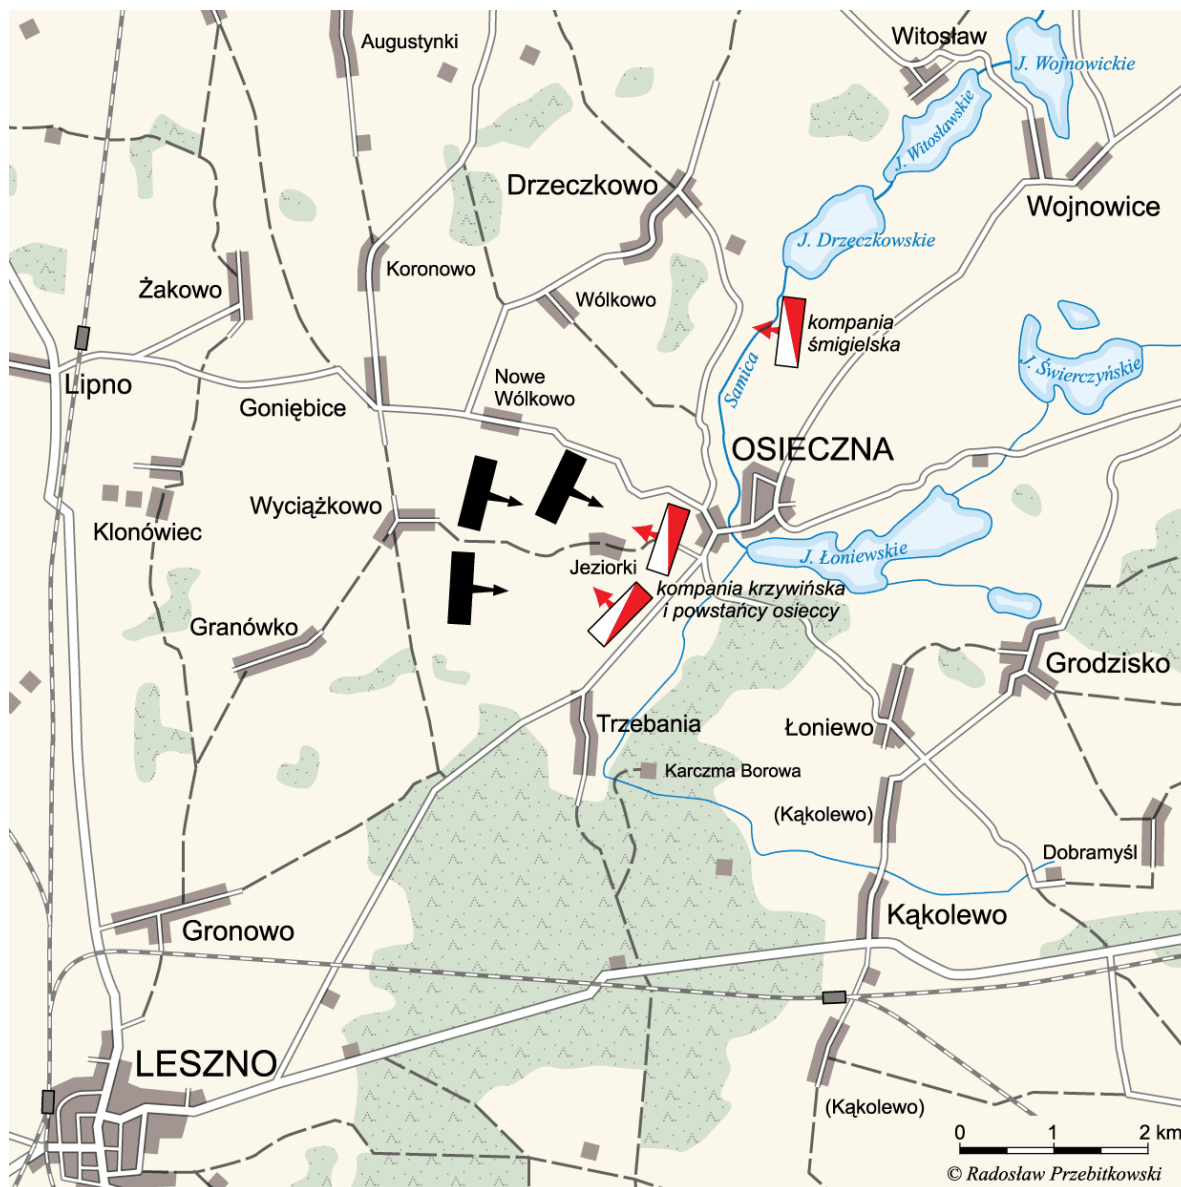 Augustynki
Witosław
J. Wojnowickie
J. Witosławskie
Drzeczkowo
Wojnowice
J. Drzeczkowskie
Koronowo
Żakowo
Wólkowo
kompania
śmigielska
Samica
J. Świerczyńskie
Lipno
Goniębice
Nowe
Wólkowo
OSIECZNA
Wyciążkowo
Klonówiec
J. Łoniewskie
Jeziorki
kompania krzywińska
i powstańcy osieccy
Granówko
Grodzisko
Trzebania
Łoniewo
Karczma Borowa
(Kąkolewo)
Dobramyśl
Kąkolewo
Gronowo
LESZNO
(Kąkolewo)
0 1 2 km
© Radosław Przebitkowski